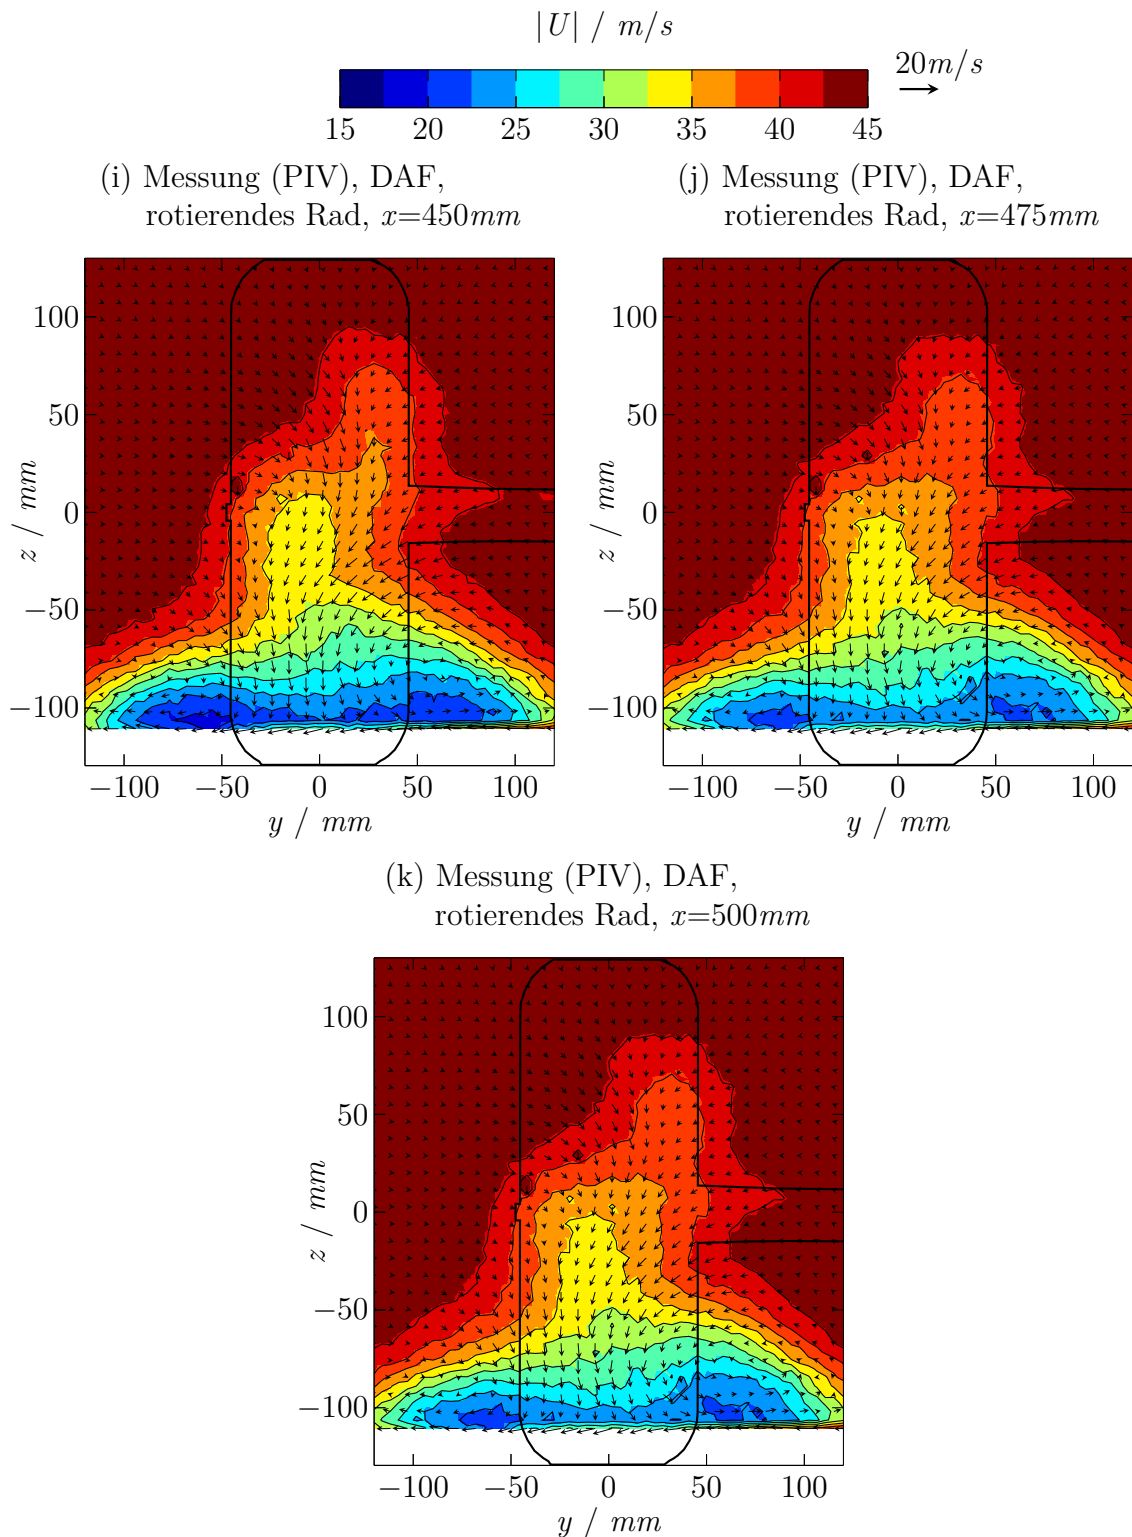 |U| / m/s
20m/s
15 20 25 30 35 40 45
(i) Messung (PIV), DAF,
rotierendes Rad, x=450mm
(j) Messung (PIV), DAF,
rotierendes Rad, x=475mm
100
50
0
−50
−100
z / mm
−100 −50 0 50 100
y / mm
100
50
0
−50
−100
z / mm
−100 −50 0 50 100
y / mm
(k) Messung (PIV), DAF,
rotierendes Rad, x=500mm
100
50
0
−50
−100
z / mm
−100 −50 0 50 100
y / mm